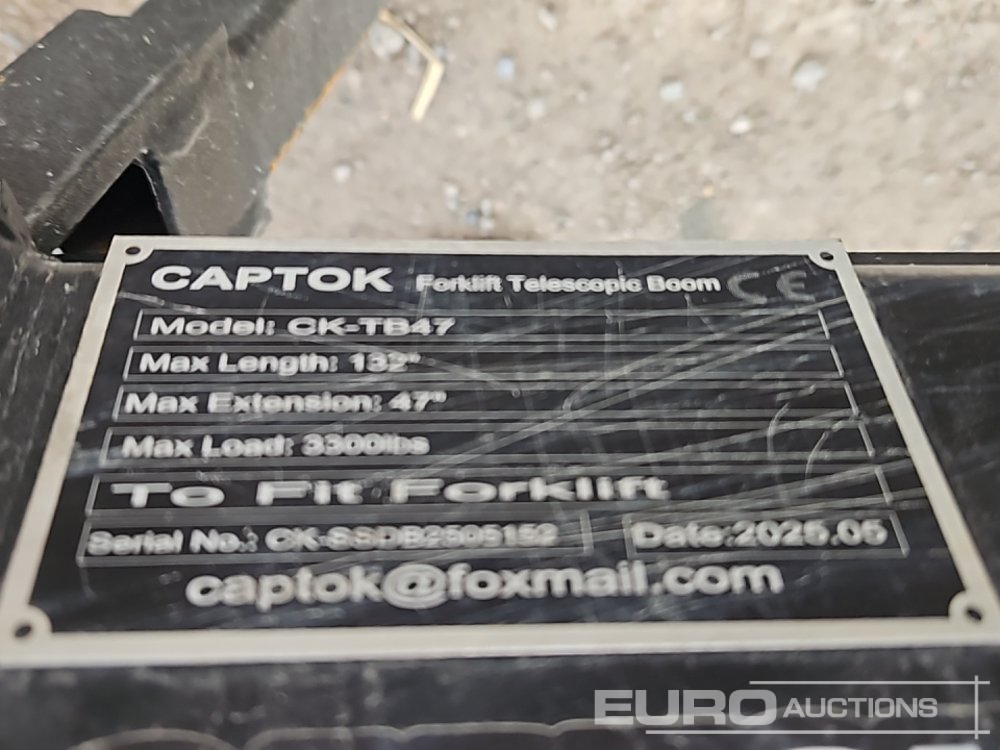 CAPTOK Forklift Telescopic Boom CE
Model: CK-TB47
Max Length: 132"
Max Extension: 47"
Max Load: 3300lbs
To Fit Forklift
Serial No.: CK-SSDB2505152 Date:2025.05
captok@foxmail.com
EURO AUCTIONS